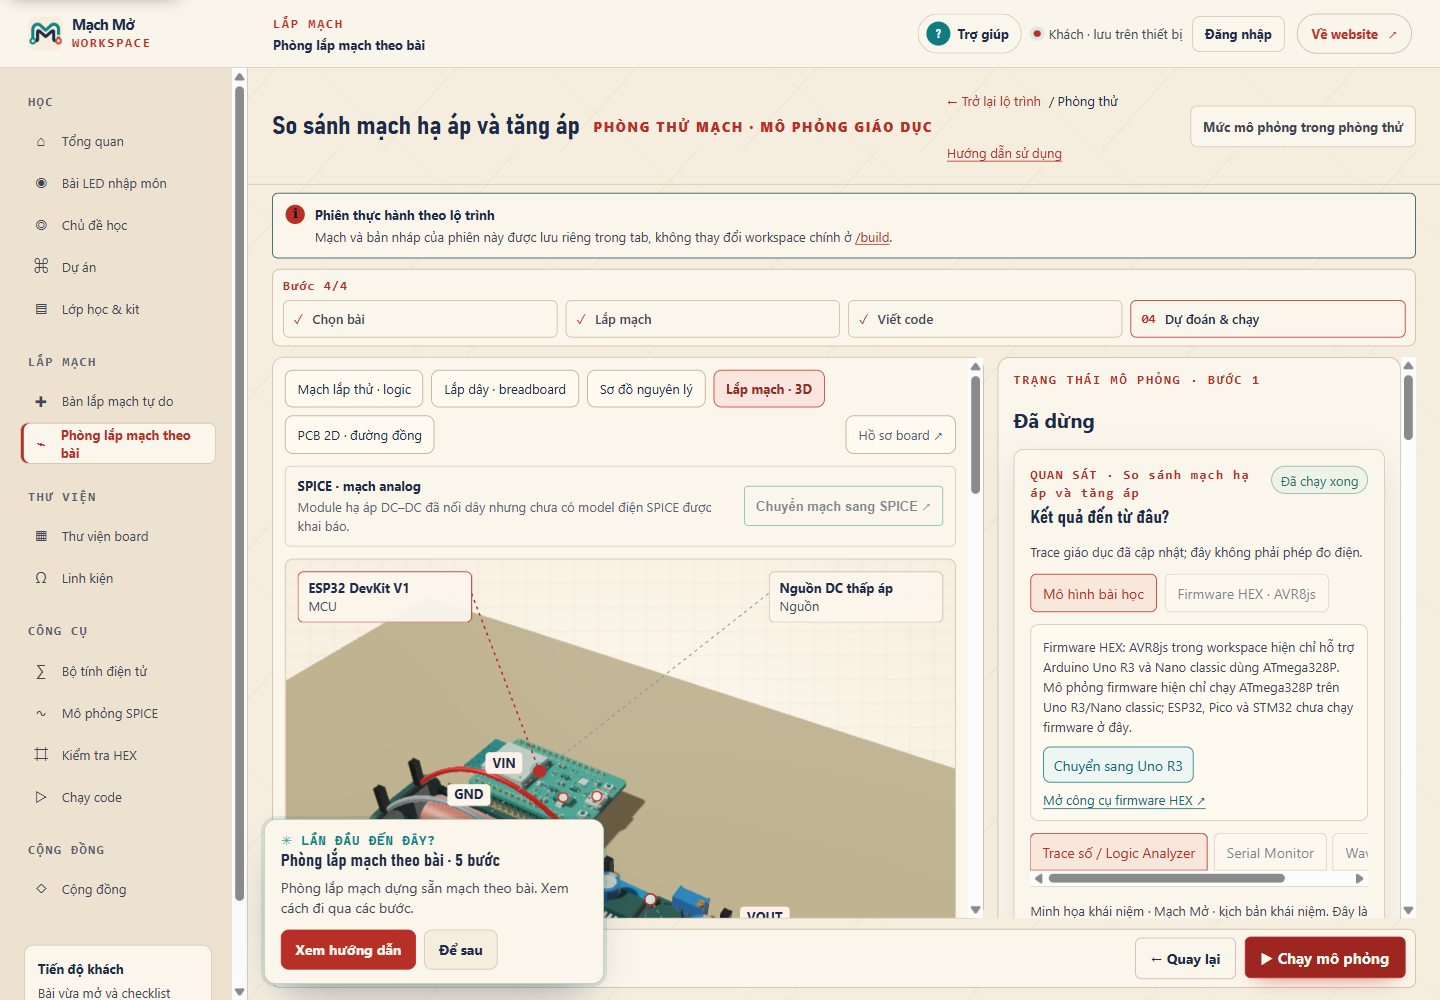 Mạch Mở
WORKSPACE
LẮP MẠCH
Phòng lắp mạch theo bài
? Trợ giúp
Khách · lưu trên thiết bị
Đăng nhập
Về website ↗
HỌC
Tổng quan
Bài LED nhập môn
Chủ đề học
Dự án
Lớp học & kit
LẮP MẠCH
Bàn lắp mạch tự do
Phòng lắp mạch theo
bài
THƯ VIỆN
Thư viện board
Linh kiện
CÔNG CỤ
Bộ tính điện tử
Mô phỏng SPICE
Kiểm tra HEX
Chạy code
CỘNG ĐỒNG
Cộng đồng
Tiến độ khách
Bài vừa mở và checklist
So sánh mạch hạ áp và tăng áp
PHÒNG THỬ MẠCH · MÔ PHỎNG GIÁO DỤC
← Trở lại lộ trình / Phòng thử
Hướng dẫn sử dụng
Mức mô phỏng trong phòng thử
Phiên thực hành theo lộ trình
Mạch và bản nháp của phiên này được lưu riêng trong tab, không thay đổi workspace chính ở /build.
Bước 4/4
✓ Chọn bài
✓ Lắp mạch
✓ Viết code
04 Dự đoán & chạy
Mạch lắp thử · logic
Lắp dây · breadboard
Sơ đồ nguyên lý
Lắp mạch · 3D
PCB 2D · đường đồng
Hồ sơ board ↗
SPICE · mạch analog
Module hạ áp DC–DC đã nối dây nhưng chưa có model điện SPICE được
khai báo.
Chuyển mạch sang SPICE ↗
ESP32 DevKit V1
MCU
Nguồn DC thấp áp
Nguồn
VIN
GND
VOUT
✳ LẦN ĐẦU ĐẾN ĐÂY?
Phòng lắp mạch theo bài · 5 bước
Phòng lắp mạch dựng sẵn mạch theo bài. Xem
cách đi qua các bước.
Xem hướng dẫn
Để sau
TRẠNG THÁI MÔ PHỎNG · BƯỚC 1
Đã dừng
QUAN SÁT · So sánh mạch hạ
áp và tăng áp
Đã chạy xong
Kết quả đến từ đâu?
Trace giáo dục đã cập nhật; đây không phải phép đo điện.
Mô hình bài học
Firmware HEX · AVR8js
Firmware HEX: AVR8js trong workspace hiện chỉ hỗ trợ
Arduino Uno R3 và Nano classic dùng ATmega328P.
Mô phỏng firmware hiện chỉ chạy ATmega328P trên
Uno R3/Nano classic; ESP32, Pico và STM32 chưa chạy
firmware ở đây.
Chuyển sang Uno R3
Mở công cụ firmware HEX ↗
Trace số / Logic Analyzer
Serial Monitor
Wav
Minh họa khái niệm · Mạch Mở · kịch bản khái niệm. Đây là
← Quay lại
▶ Chạy mô phỏng